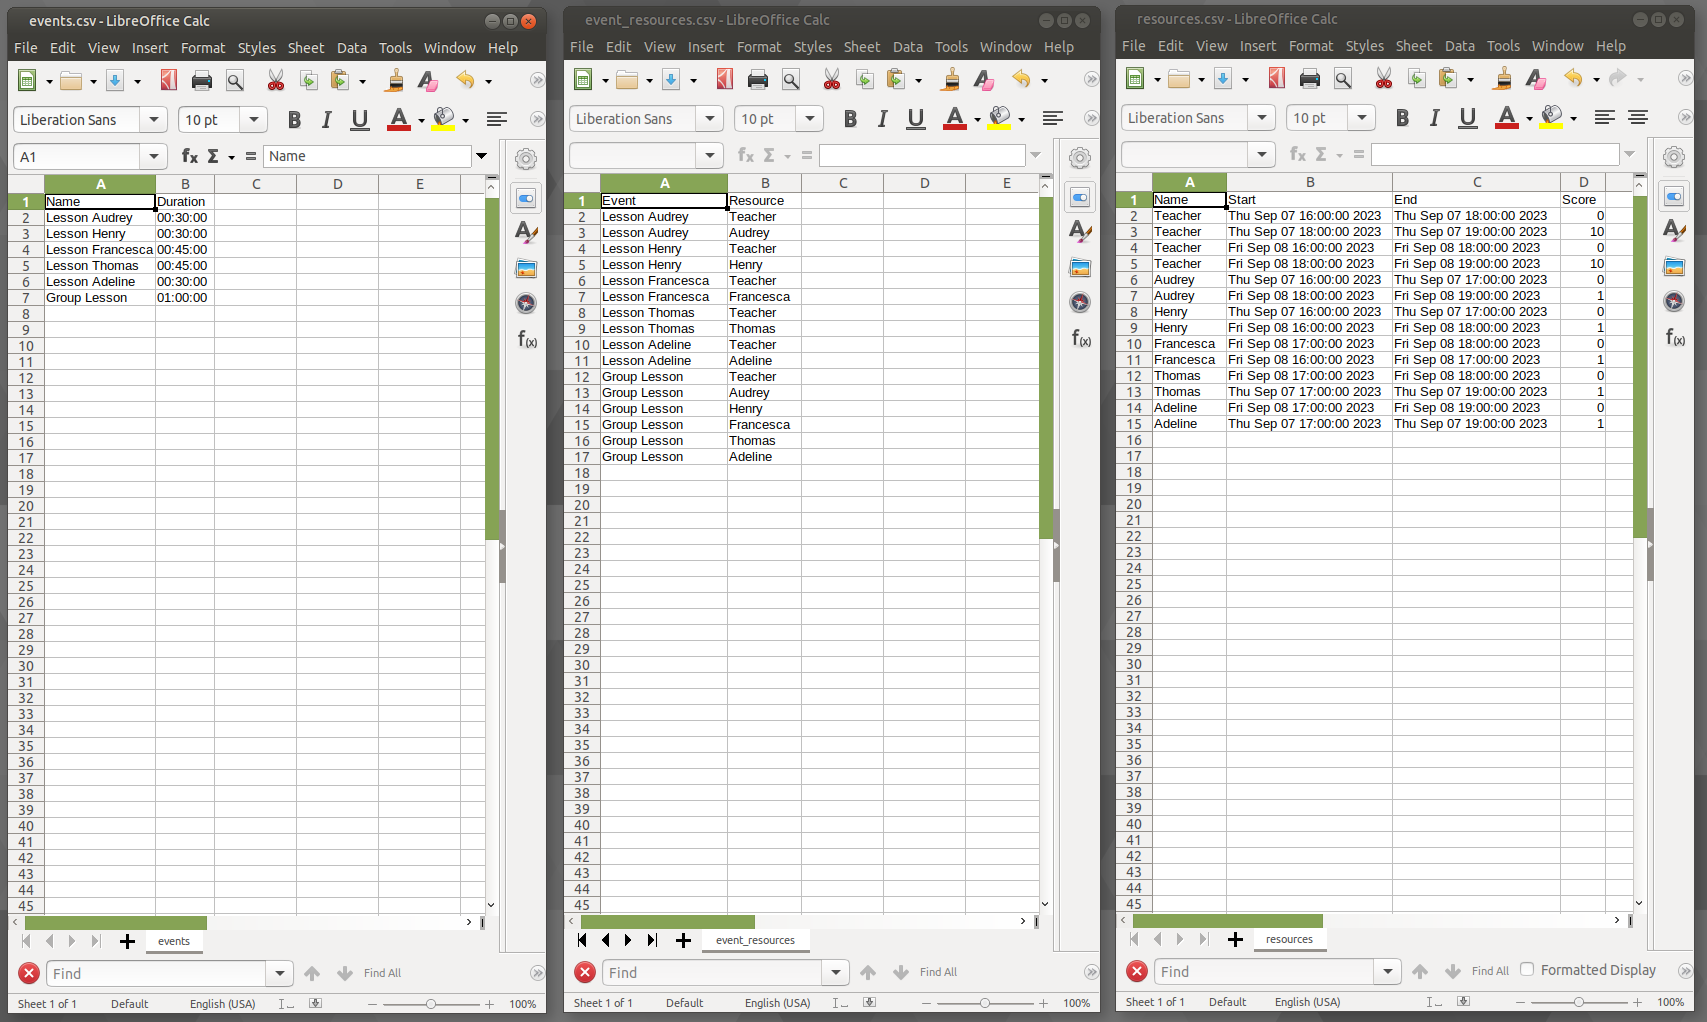 events.csv - LibreOffice Calc
File Edit View Insert Format Styles Sheet Data Tools Window Help
Liberation Sans 10 pt B I U A
A1 fx Σ = Name
A B C D E
1 Name Duration
2 Lesson Audrey 00:30:00
3 Lesson Henry 00:30:00
4 Lesson Francesca 00:45:00
5 Lesson Thomas 00:45:00
6 Lesson Adeline 00:30:00
7 Group Lesson 01:00:00
8
9
10
11
12
13
14
15
16
17
18
19
20
21
22
23
24
25
26
27
28
29
30
31
32
33
34
35
36
37
38
39
40
41
42
43
44
45
events
Find Find All
Sheet 1 of 1 Default English (USA) 100%
event_resources.csv - LibreOffice Calc
File Edit View Insert Format Styles Sheet Data Tools Window Help
Liberation Sans 10 pt B I U A
fx Σ =
A B C D E
1 Event Resource
2 Lesson Audrey Teacher
3 Lesson Audrey Audrey
4 Lesson Henry Teacher
5 Lesson Henry Henry
6 Lesson Francesca Teacher
7 Lesson Francesca Francesca
8 Lesson Thomas Teacher
9 Lesson Thomas Thomas
10 Lesson Adeline Teacher
11 Lesson Adeline Adeline
12 Group Lesson Teacher
13 Group Lesson Audrey
14 Group Lesson Henry
15 Group Lesson Francesca
16 Group Lesson Thomas
17 Group Lesson Adeline
18
19
20
21
22
23
24
25
26
27
28
29
30
31
32
33
34
35
36
37
38
39
40
41
42
43
44
45
event_resources
Find Find All
Sheet 1 of 1 Default English (USA) 100%
resources.csv - LibreOffice Calc
File Edit View Insert Format Styles Sheet Data Tools Window Help
Liberation Sans 10 pt B I U A
fx Σ =
A B C D
1 Name Start End Score
2 Teacher Thu Sep 07 16:00:00 2023 Thu Sep 07 18:00:00 2023 0
3 Teacher Thu Sep 07 18:00:00 2023 Thu Sep 07 19:00:00 2023 10
4 Teacher Fri Sep 08 16:00:00 2023 Fri Sep 08 18:00:00 2023 0
5 Teacher Fri Sep 08 18:00:00 2023 Fri Sep 08 19:00:00 2023 10
6 Audrey Thu Sep 07 16:00:00 2023 Thu Sep 07 17:00:00 2023 0
7 Audrey Fri Sep 08 18:00:00 2023 Fri Sep 08 19:00:00 2023 1
8 Henry Thu Sep 07 16:00:00 2023 Thu Sep 07 17:00:00 2023 0
9 Henry Fri Sep 08 16:00:00 2023 Fri Sep 08 18:00:00 2023 1
10 Francesca Fri Sep 08 17:00:00 2023 Fri Sep 08 18:00:00 2023 0
11 Francesca Fri Sep 08 16:00:00 2023 Fri Sep 08 17:00:00 2023 1
12 Thomas Fri Sep 08 17:00:00 2023 Fri Sep 08 18:00:00 2023 0
13 Thomas Thu Sep 07 17:00:00 2023 Thu Sep 07 19:00:00 2023 1
14 Adeline Fri Sep 08 17:00:00 2023 Fri Sep 08 19:00:00 2023 0
15 Adeline Thu Sep 07 17:00:00 2023 Thu Sep 07 19:00:00 2023 1
16
17
18
19
20
21
22
23
24
25
26
27
28
29
30
31
32
33
34
35
36
37
38
39
40
41
42
43
44
45
resources
Find Find All Formatted Display
Sheet 1 of 1 Default English (USA) 100%